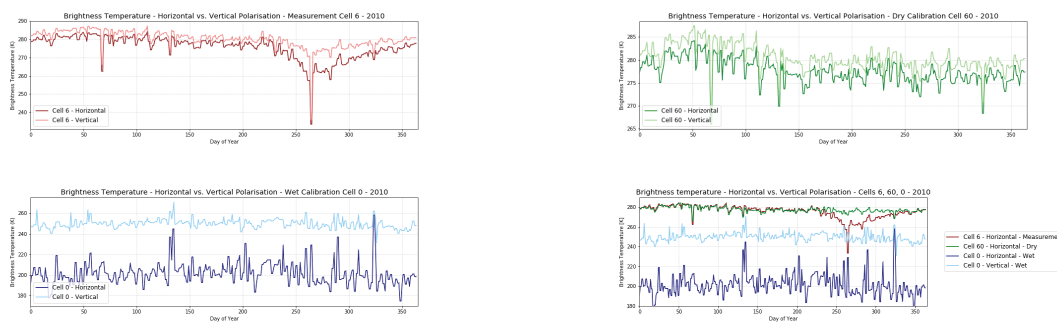 Brightness Temperature - Horizontal vs. Vertical Polarisation - Measurement Cell 6 - 2010
Brightness Temperature (K)
290
280
270
260
250
240
Cell 6 - Horizontal
Cell 6 - Vertical
0
50
100
150
200
250
300
350
Day of Year
Brightness Temperature - Horizontal vs. Vertical Polarisation - Dry Calibration Cell 60 - 2010
Brightness Temperature (K)
285
280
275
270
265
Cell 60 - Horizontal
Cell 60 - Vertical
0
50
100
150
200
250
300
350
Day of Year
Brightness Temperature - Horizontal vs. Vertical Polarisation - Wet Calibration Cell 0 - 2010
Brightness Temperature (K)
260
240
220
200
180
Cell 0 - Horizontal
Cell 0 - Vertical
0
50
100
150
200
250
300
350
Day of Year
Brightness temperature - Horizontal vs. Vertical Polarisation - Cells 6, 60, 0 - 2010
Brightness Temperature (K)
280
260
240
220
200
180
0
50
100
150
200
250
300
350
Day of Year
Cell 6 - Horizontal - Measureme
Cell 60 - Horizontal - Dry
Cell 0 - Horizontal - Wet
Cell 0 - Vertical - Wet